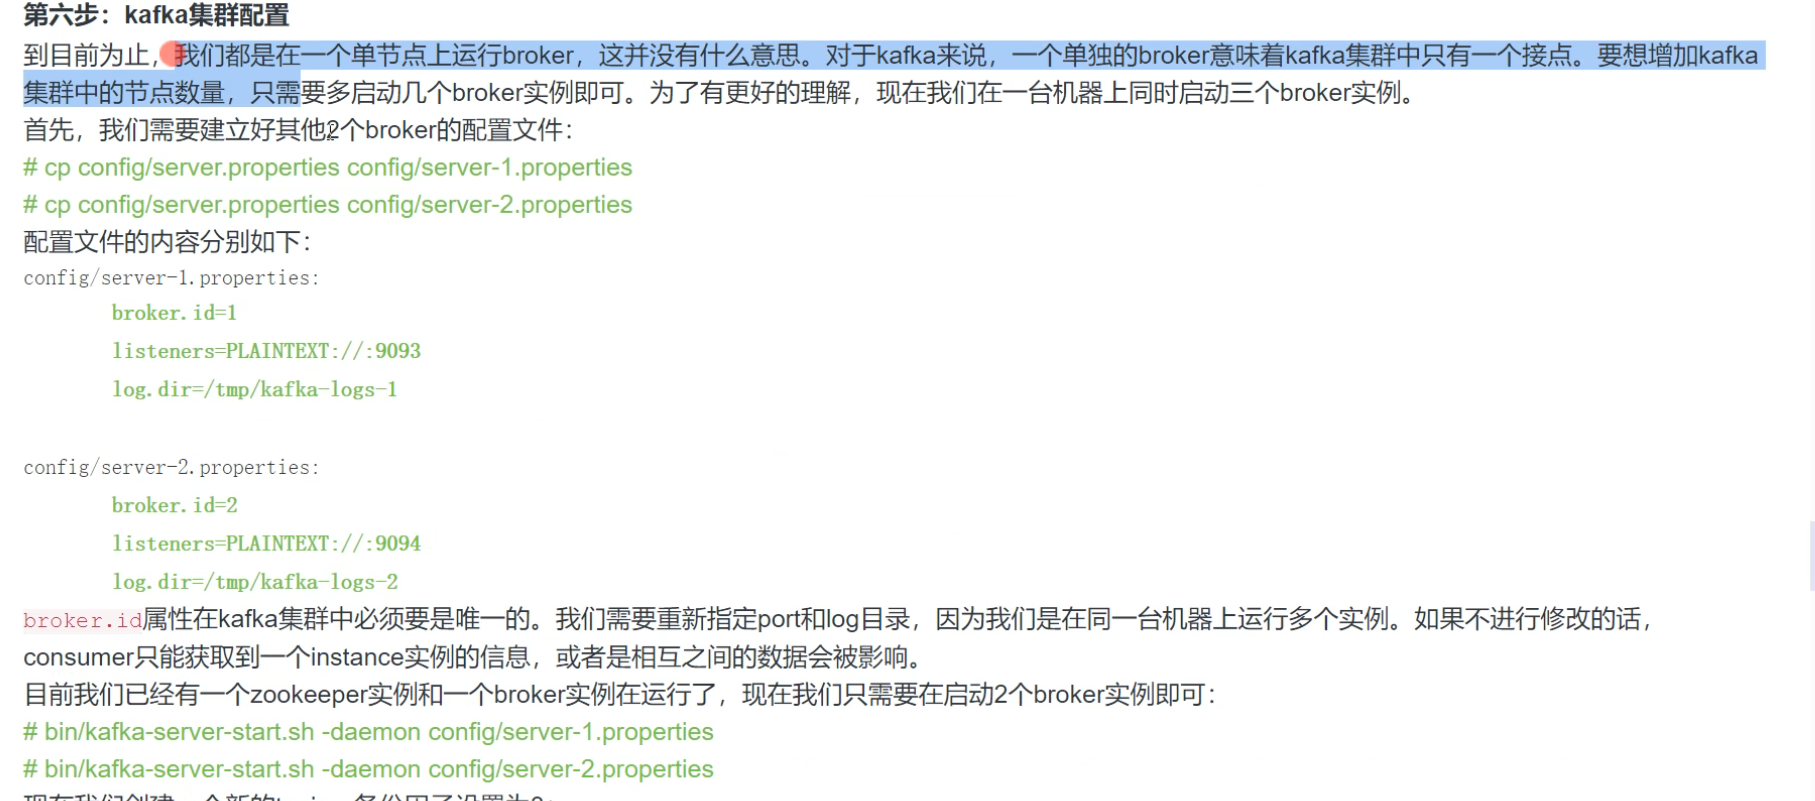 第六步：kafka集群配置
到目前为止，我们都是在一个单节点上运行broker，这并没有什么意思。对于kafka来说，一个单独的broker意味着kafka集群中只有一个接点。要想增加kafka
集群中的节点数量，只需要多启动几个broker实例即可。为了有更好的理解，现在我们在一台机器上同时启动三个broker实例。
首先，我们需要建立好其他2个broker的配置文件：
# cp config/server.properties config/server-1.properties
# cp config/server.properties config/server-2.properties
配置文件的内容分别如下：
config/server-1.properties:
broker.id=1
listeners=PLAINTEXT://:9093
log.dir=/tmp/kafka-logs-1
config/server-2.properties:
broker.id=2
listeners=PLAINTEXT://:9094
log.dir=/tmp/kafka-logs-2
broker.id属性在kafka集群中必须要是唯一的。我们需要重新指定port和log目录，因为我们是在同一台机器上运行多个实例。如果不进行修改的话，
consumer只能获取到一个instance实例的信息，或者是相互之间的数据会被影响。
目前我们已经有一个zookeeper实例和一个broker实例在运行了，现在我们只需要在启动2个broker实例即可：
# bin/kafka-server-start.sh -daemon config/server-1.properties
# bin/kafka-server-start.sh -daemon config/server-2.properties